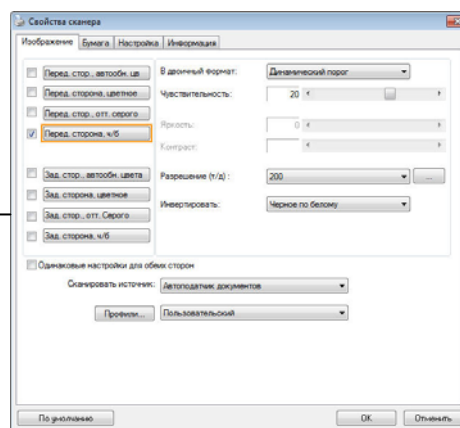 Свойства сканера
Изображение Бумага Настройка Информация
Перед. стор., автообн. цв
Перед. сторона, цветное
Перед. стор., отт. серого
Перед. сторона, ч/б
Зад. стор., автообн. цвета
Зад. сторона, цветное
Зад. стор., отт. Серого
Зад. сторона, ч/б
В двоичный формат: Динамический порог
Чувствительность: 20
Яркость: 0
Контраст:
Разрешение (т/д) : 200 ...
Инвертировать: Черное по белому
Одинаковые настройки для обеих сторон
Сканировать источник: Автоподатчик документов
Профили... Пользовательский
По умолчанию OK Отменить